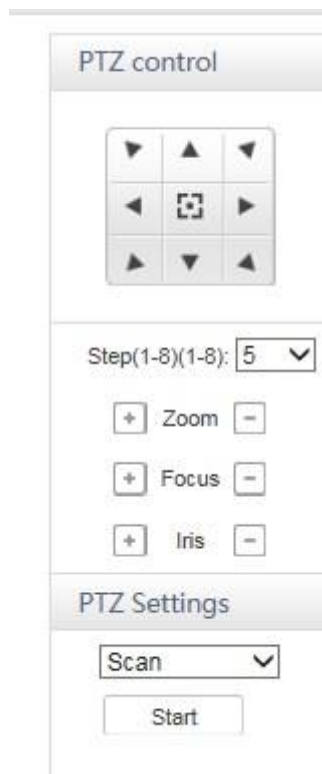 PTZ control
Step(1-8)(1-8): 5
+ Zoom -
+ Focus -
+ Iris -
PTZ Settings
Scan
Start